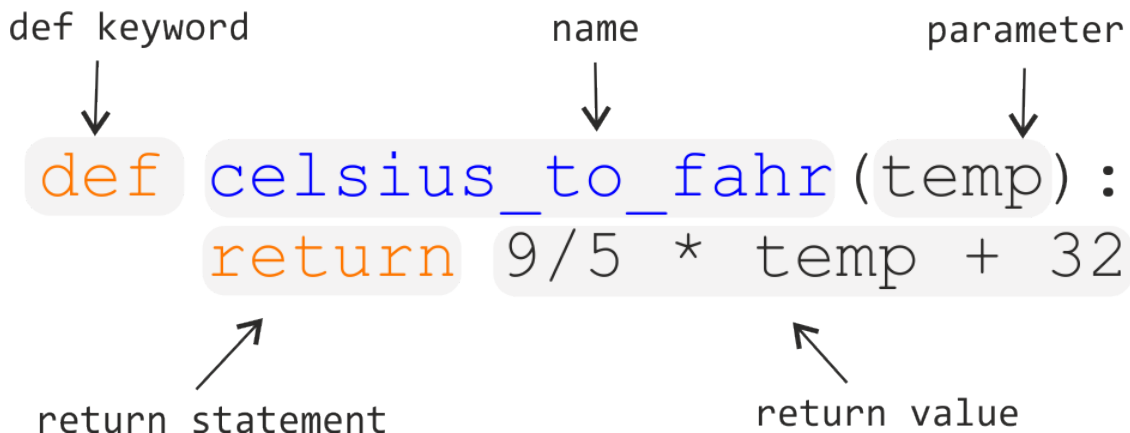 def keyword name parameter
def celsius_to_fahr(temp):
return 9/5 * temp + 32
return statement return value